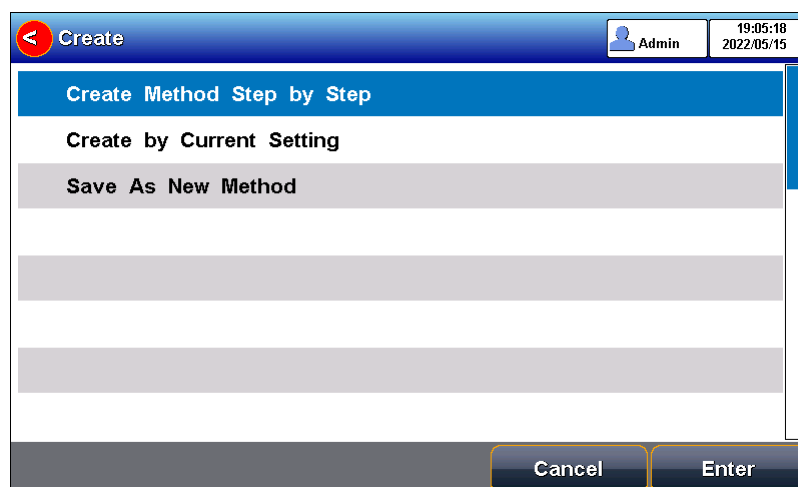 < Create
Admin
19:05:18
2022/05/15
Create Method Step by Step
Create by Current Setting
Save As New Method
Cancel
Enter